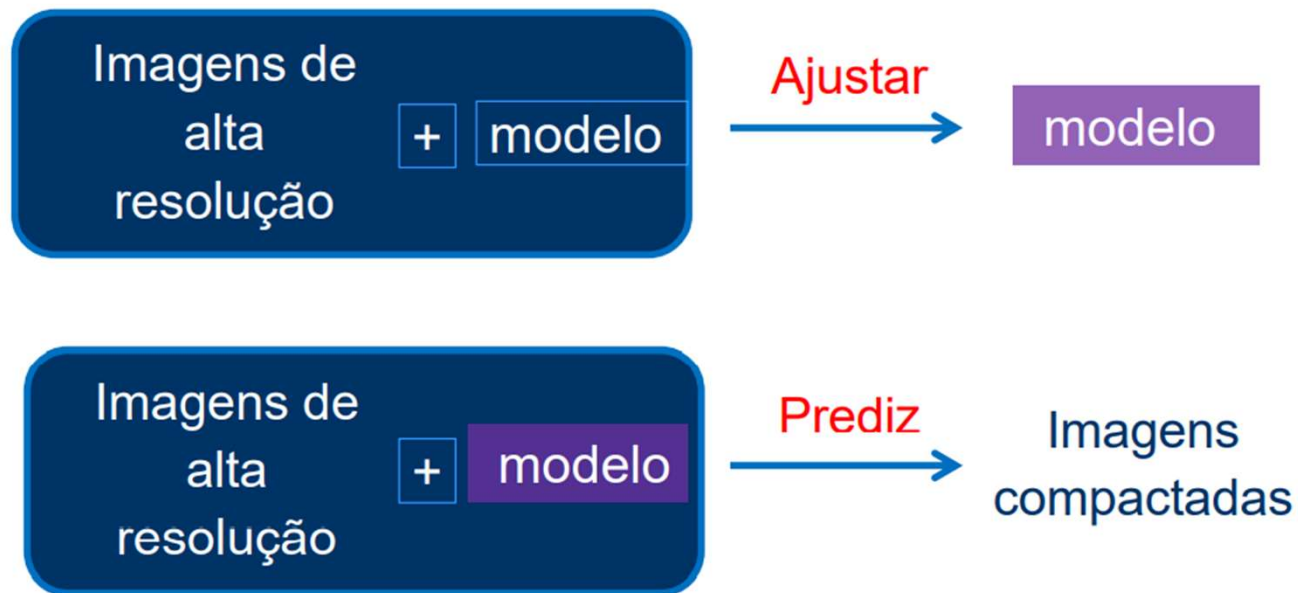 Imagens de
alta
resolução
+
modelo
Ajustar
modelo
Imagens de
alta
resolução
+
modelo
Prediz
Imagens
compactadas